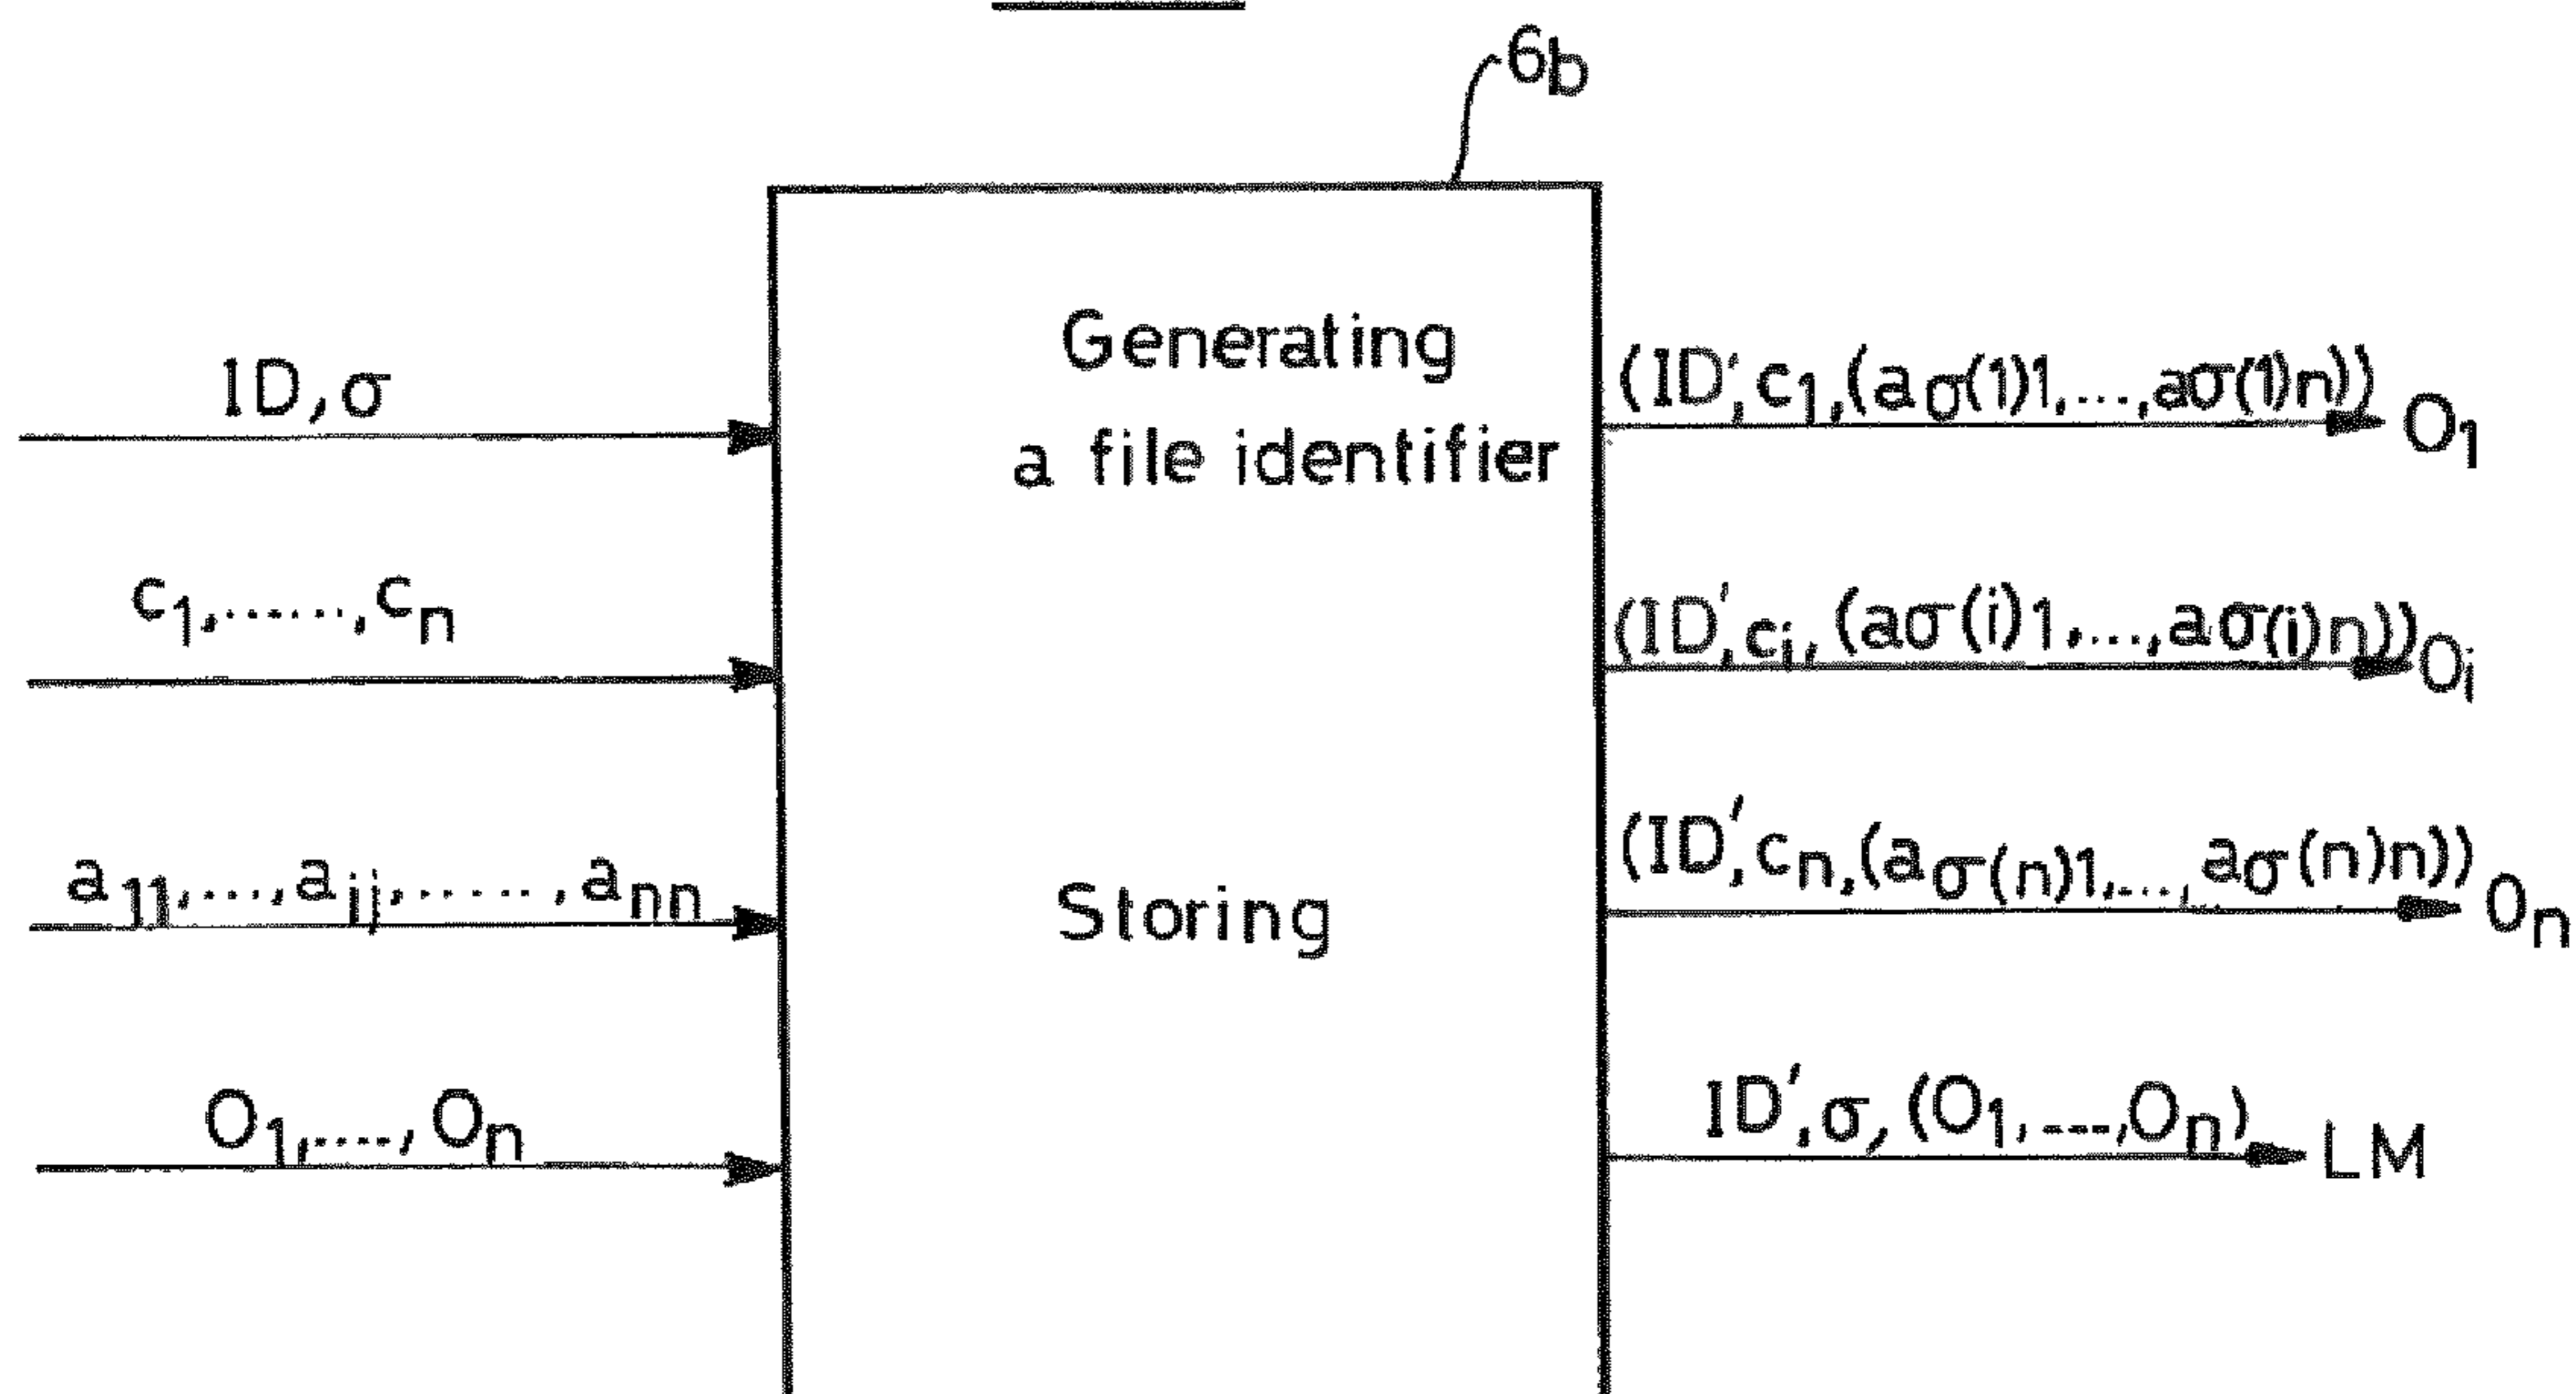 6b
Generating
a file identifier
Storing
ID,σ
c1,......,cn
a11,...,aij,......,ann
O1,....,On
(ID',c1,(aσ(1)1,...,aσ(1)n))
O1
(ID',ci,(aσ(i)1,...,aσ(i)n))
Oi
(ID',cn,(aσ(n)1,...,aσ(n)n))
On
ID',σ,(O1,---,On)
LM